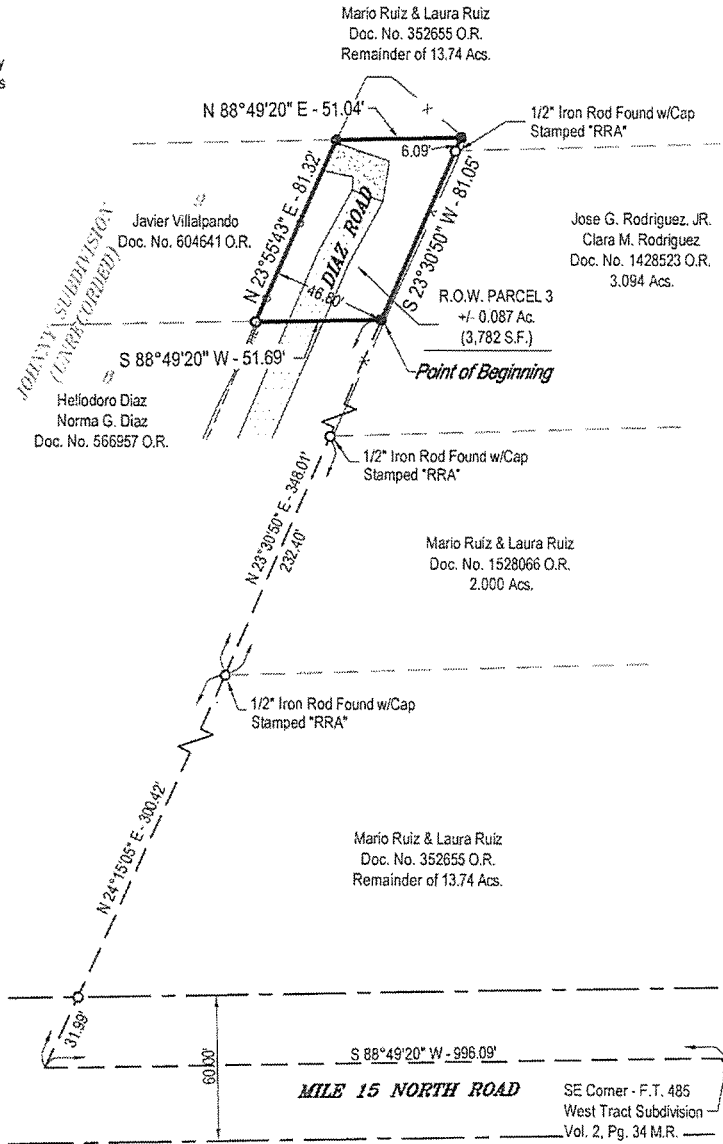 Mario Ruiz & Laura Ruiz
Doc. No. 352655 O.R.
Remainder of 13.74 Acs.
N 88°49'20" E - 51.04'
1/2" Iron Rod Found w/Cap
Stamped "RRA"
6.09'
N 23°55'43" E - 81.32'
S 23°30'50" W - 81.05'
Javier Villalpando
Doc. No. 604641 O.R.
JOHNNY SUBDIVISION
(UNRECORDED)
DIAZ ROAD
46.80'
Jose G. Rodriguez, JR.
Clara M. Rodriguez
Doc. No. 1428523 O.R.
3.094 Acs.
R.O.W. PARCEL 3
+/- 0.087 Ac.
(3,782 S.F.)
S 88°49'20" W - 51.69'
Point of Beginning
Heliodoro Diaz
Norma G. Diaz
Doc. No. 566957 O.R.
1/2" Iron Rod Found w/Cap
Stamped "RRA"
N 23°30'50" E - 348.01'
232.40'
Mario Ruiz & Laura Ruiz
Doc. No. 1528066 O.R.
2.000 Acs.
1/2" Iron Rod Found w/Cap
Stamped "RRA"
N 24°15'05" E - 300.42'
Mario Ruiz & Laura Ruiz
Doc. No. 352655 O.R.
Remainder of 13.74 Acs.
31.99'
60.00'
S 88°49'20" W - 996.09'
MILE 15 NORTH ROAD
SE Corner - F.T. 485
West Tract Subdivision
Vol. 2, Pg. 34 M.R.